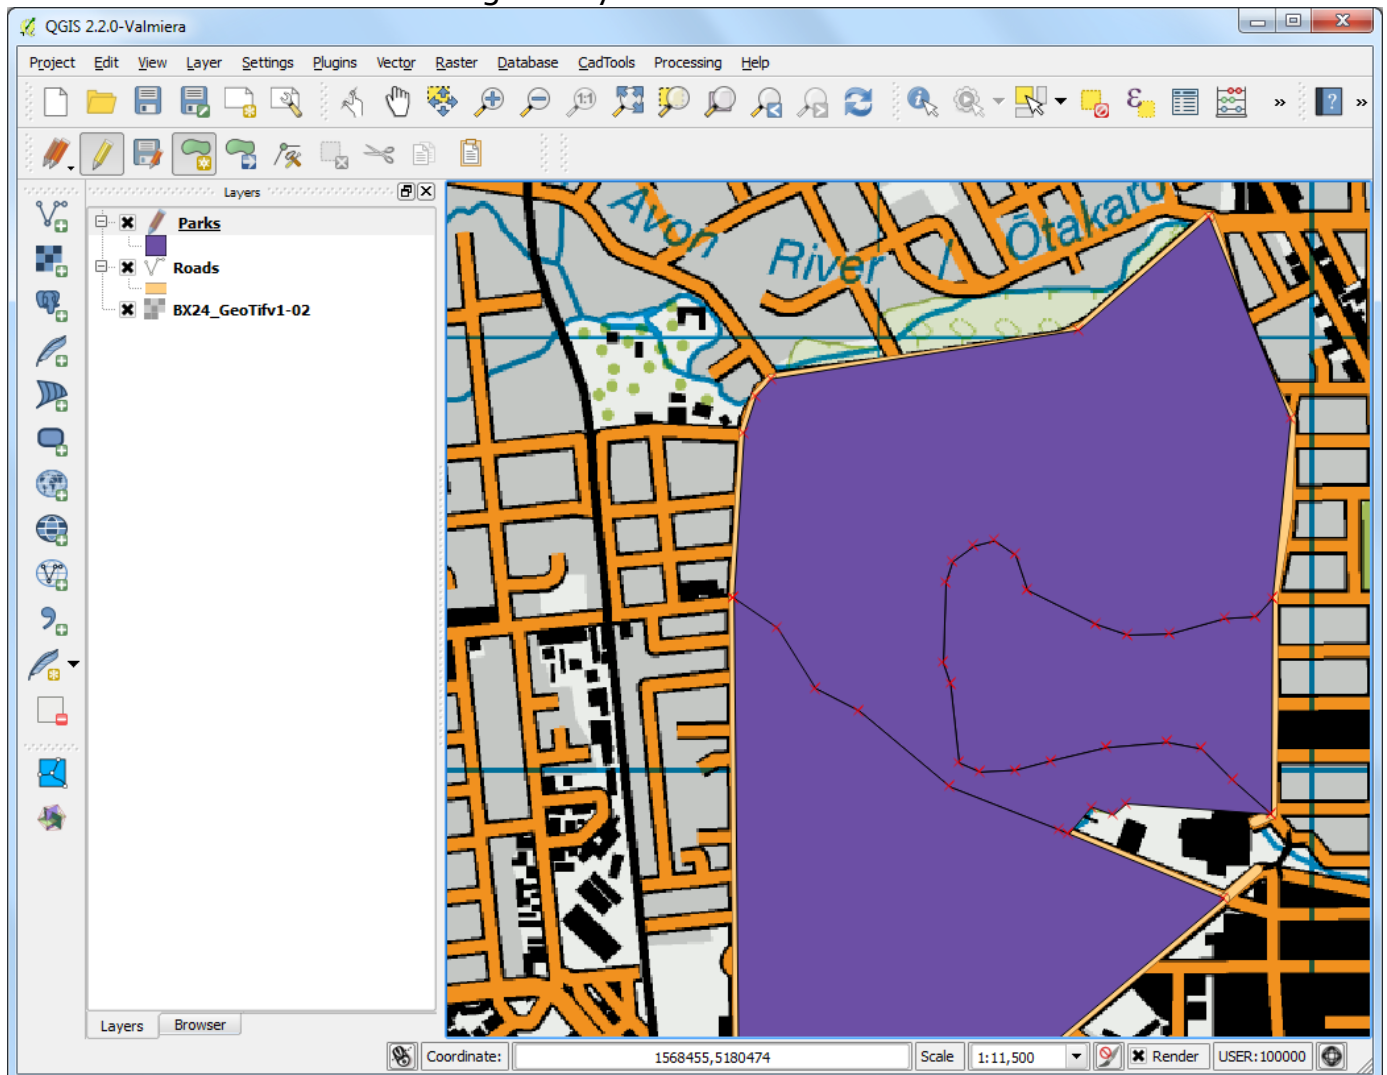 QGIS 2.2.0-Valmiera
Project Edit View Layer Settings Plugins Vector Raster Database CadTools Processing Help
Layers
Parks
Roads
BX24_GeoTifv1-02
Avon River / Ōtakaro
Layers Browser
Coordinate: 1568455,5180474 Scale 1:11,500 Render USER:100000